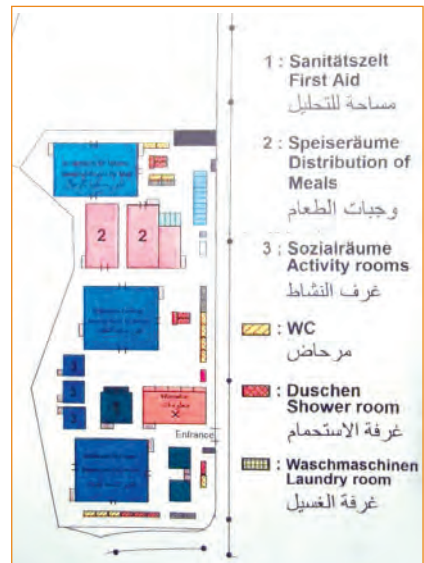 1 : Sanitätszelt
First Aid
مساحة للتحليل
2 : Speiseräume
Distribution of
Meals
وجبات الطعام
3 : Sozialräume
Activity rooms
غرف النشاط
: WC
مرحاض
: Duschen
Shower room
غرفة الاستحمام
: Waschmaschinen
Laundry room
غرفة الغسيل
2
2
3
3
3
Entrance